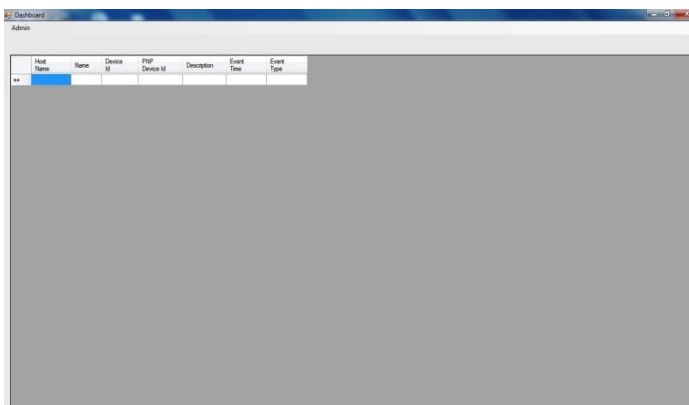 Dashboard
Admin
Host Name
Name
Device Id
PNP Device Id
Description
Event Time
Event Type